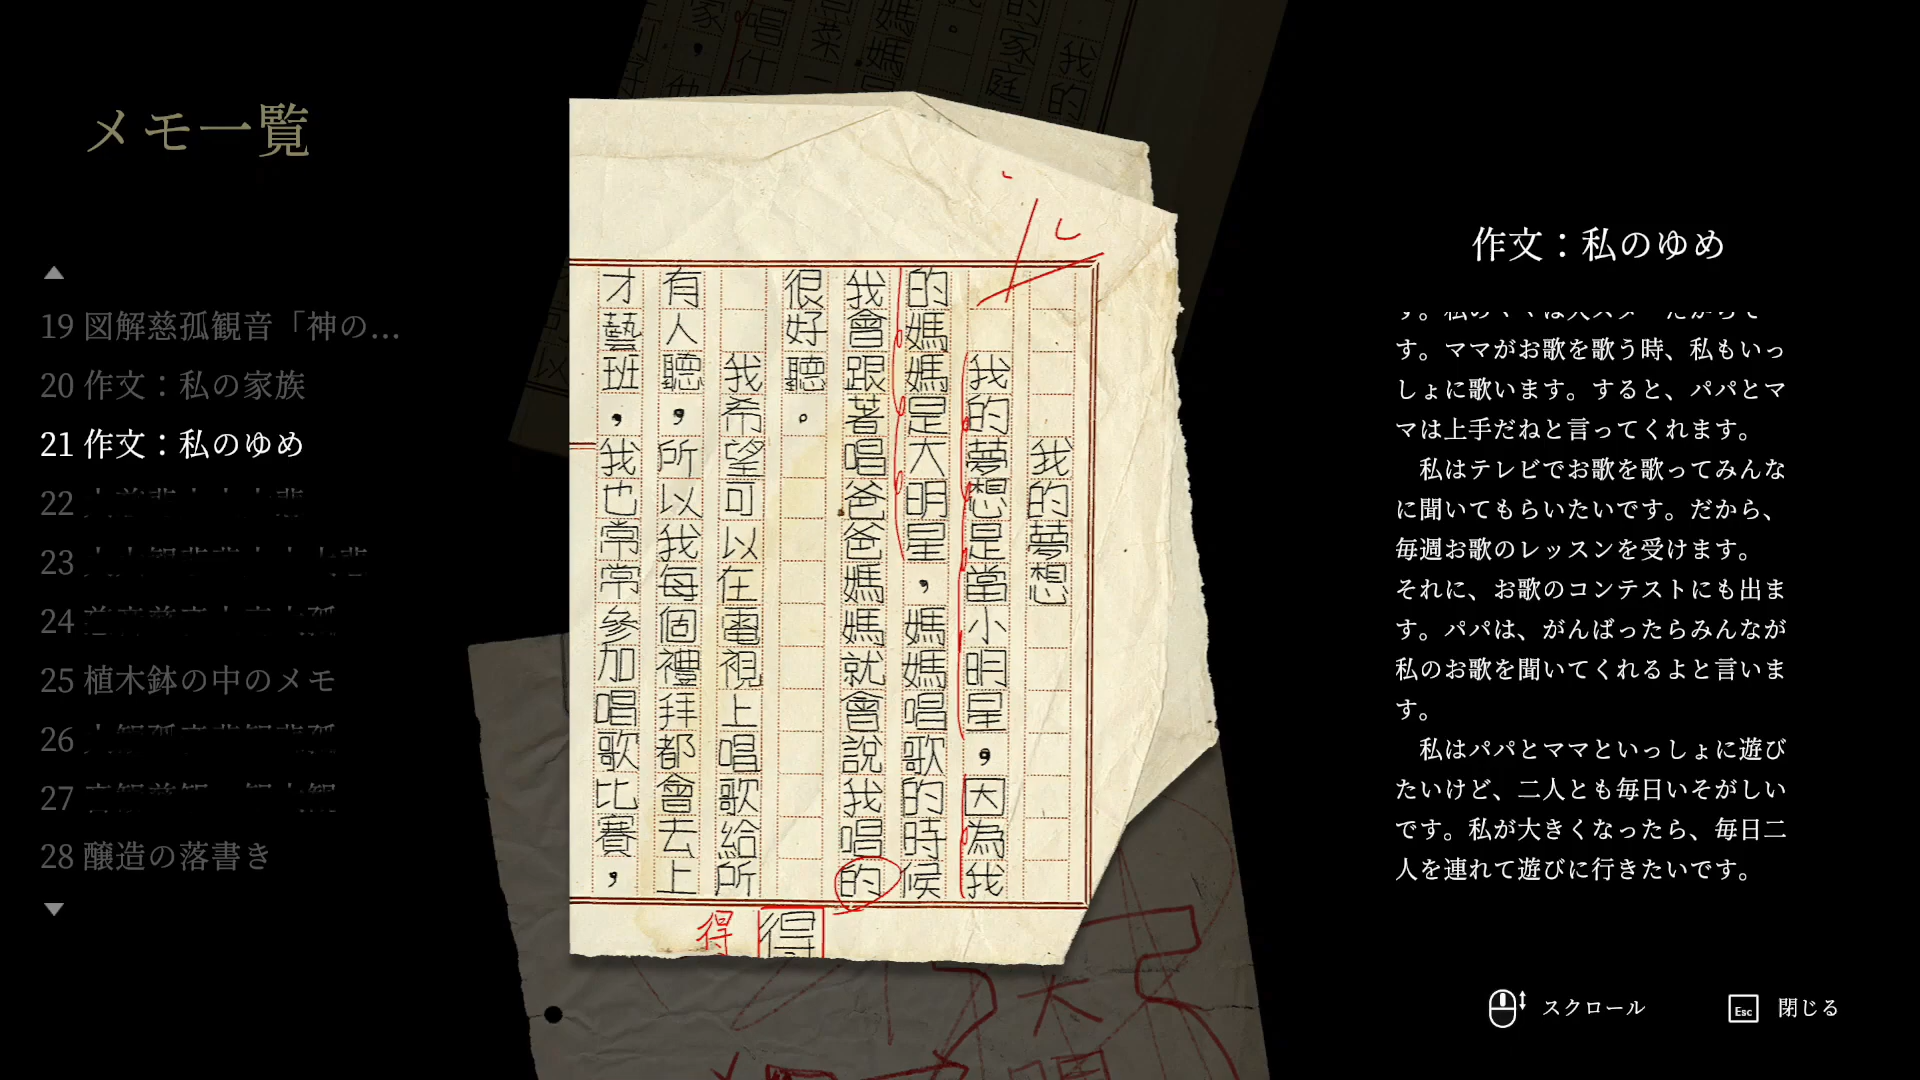 メモ一覧
19 図解慈孤観音「神の…
20 作文：私の家族
21 作文：私のゆめ
22
23
24
25 植木鉢の中のメモ
26
27
28 醸造の落書き
我的夢想
我的夢想是當小明星，因為我
的媽媽是大明星，媽媽唱歌的時候
我會跟著唱爸爸媽媽就會說我唱的
很好聽。
我希望可以在電視上唱歌給所
有人聽，所以我每個禮拜都會去上
才藝班，我也常常參加唱歌比賽，
得
得
作文：私のゆめ
す。ママがお歌を歌う時、私もいっ
しょに歌います。すると、パパとマ
マは上手だねと言ってくれます。
私はテレビでお歌を歌ってみんな
に聞いてもらいたいです。だから、
毎週お歌のレッスンを受けます。
それに、お歌のコンテストにも出ま
す。パパは、がんばったらみんなが
私のお歌を聞いてくれるよと言いま
す。
私はパパとママといっしょに遊び
たいけど、二人とも毎日いそがしい
です。私が大きくなったら、毎日二
人を連れて遊びに行きたいです。
スクロール
Esc 閉じる